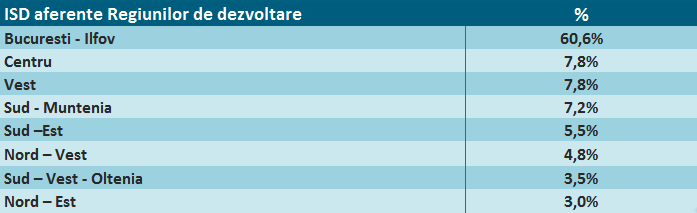 ISD aferente Regiunilor de dezvoltare %
Bucuresti - Ilfov 60,6%
Centru 7,8%
Vest 7,8%
Sud - Muntenia 7,2%
Sud –Est 5,5%
Nord – Vest 4,8%
Sud – Vest - Oltenia 3,5%
Nord – Est 3,0%